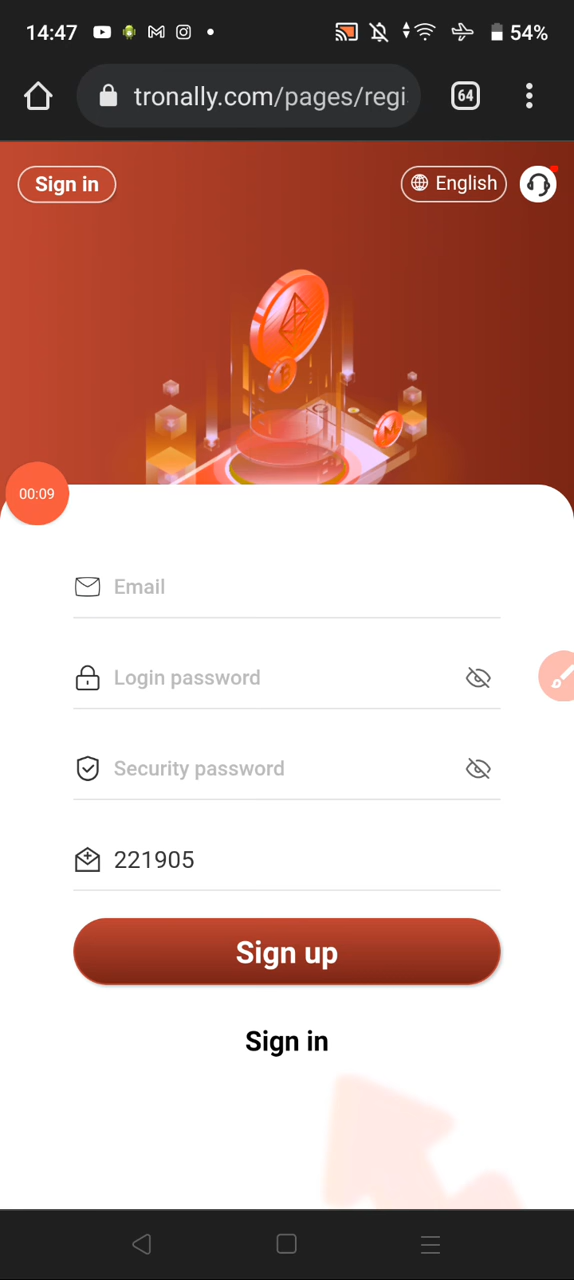 14:47
54%
tronally.com/pages/regi
64
Sign in
English
00:09
Email
Login password
Security password
221905
Sign up
Sign in